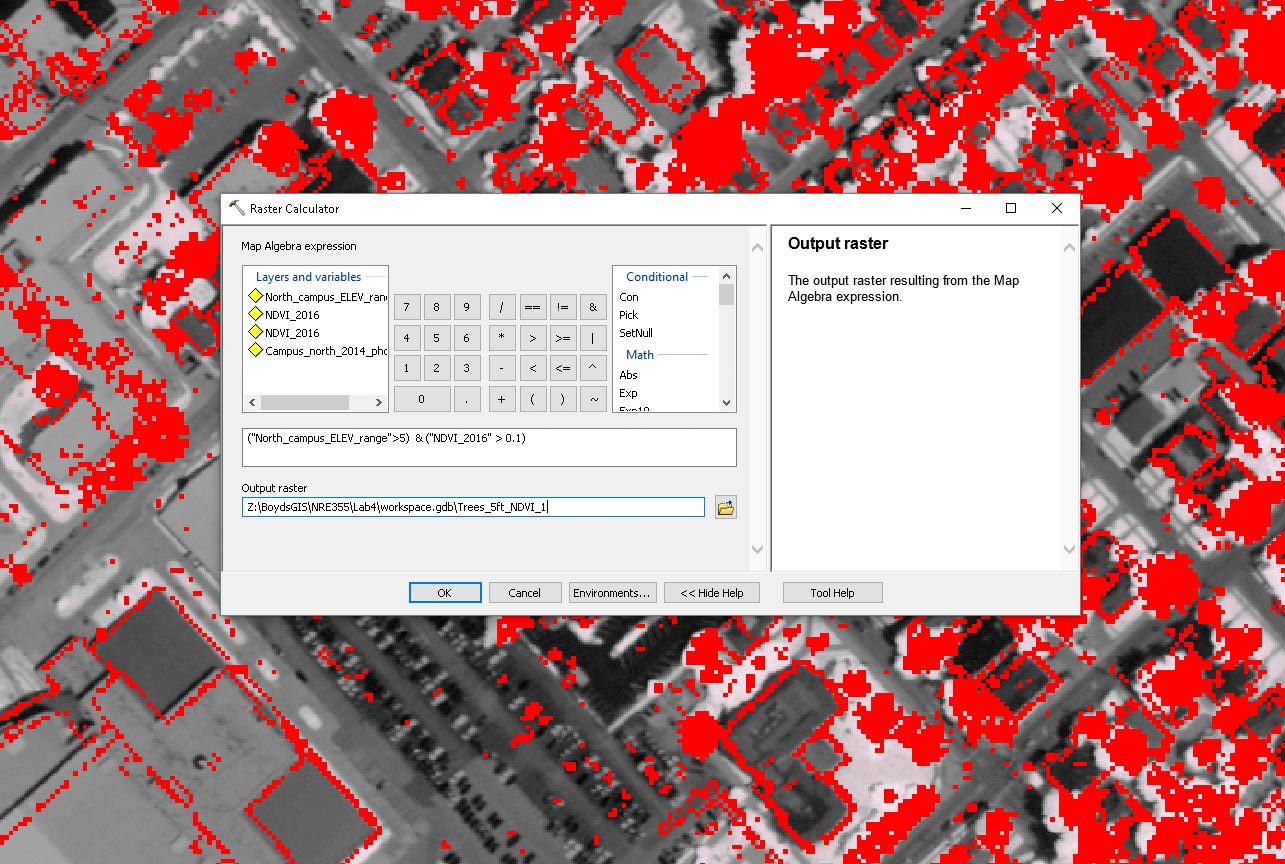 Raster Calculator
Map Algebra expression
Layers and variables
North_campus_ELEV_ran
NDVI_2016
NDVI_2016
Campus_north_2014_pho
7 8 9 / == != &
4 5 6 * > >= |
1 2 3 - < <= ^
0 . + ( ) ~
Conditional
Con
Pick
SetNull
Math
Abs
Exp
Exp10
("North_campus_ELEV_range">5) & ("NDVI_2016" > 0.1)
Output raster
Z:\BoydsGIS\NRE355\Lab4\workspace.gdb\Trees_5ft_NDVI_1
OK
Cancel
Environments...
<< Hide Help
Tool Help
Output raster
The output raster resulting from the Map
Algebra expression.